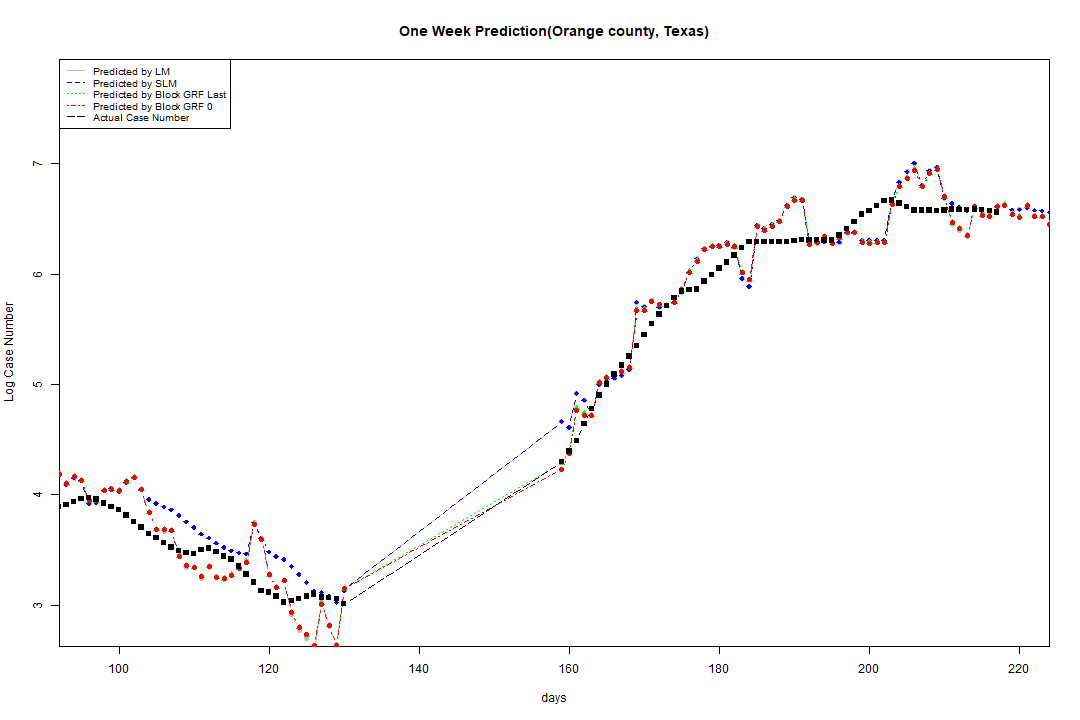 One Week Prediction(Orange county, Texas)
Predicted by LM
Predicted by SLM
Predicted by Block GRF Last
Predicted by Block GRF 0
Actual Case Number
7
6
5
4
3
Log Case Number
100 120 140 160 180 200 220
days